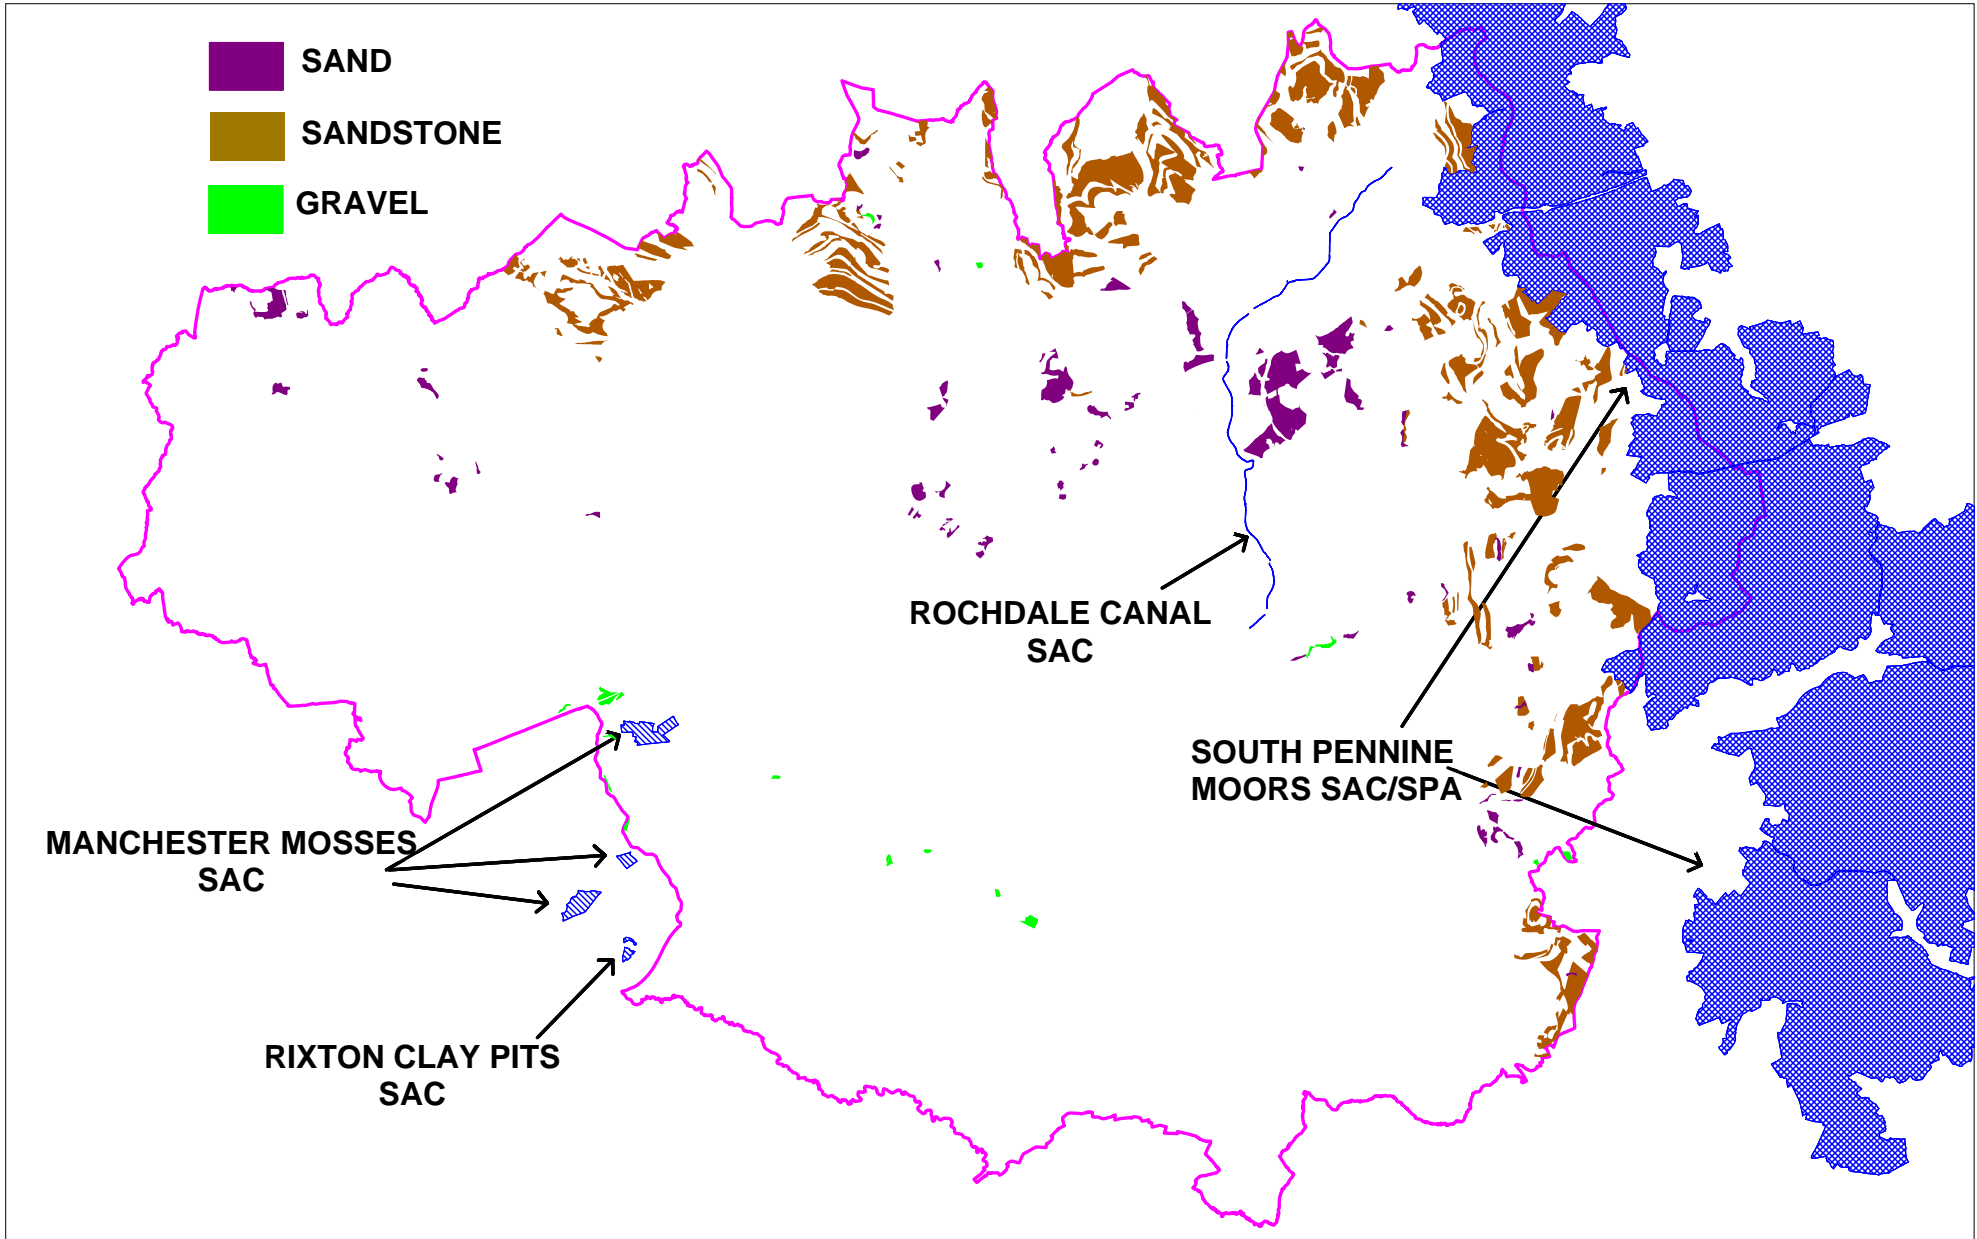 SAND
SANDSTONE
GRAVEL
ROCHDALE CANAL
SAC
SOUTH PENNINE
MOORS SAC/SPA
MANCHESTER MOSSES
SAC
RIXTON CLAY PITS
SAC